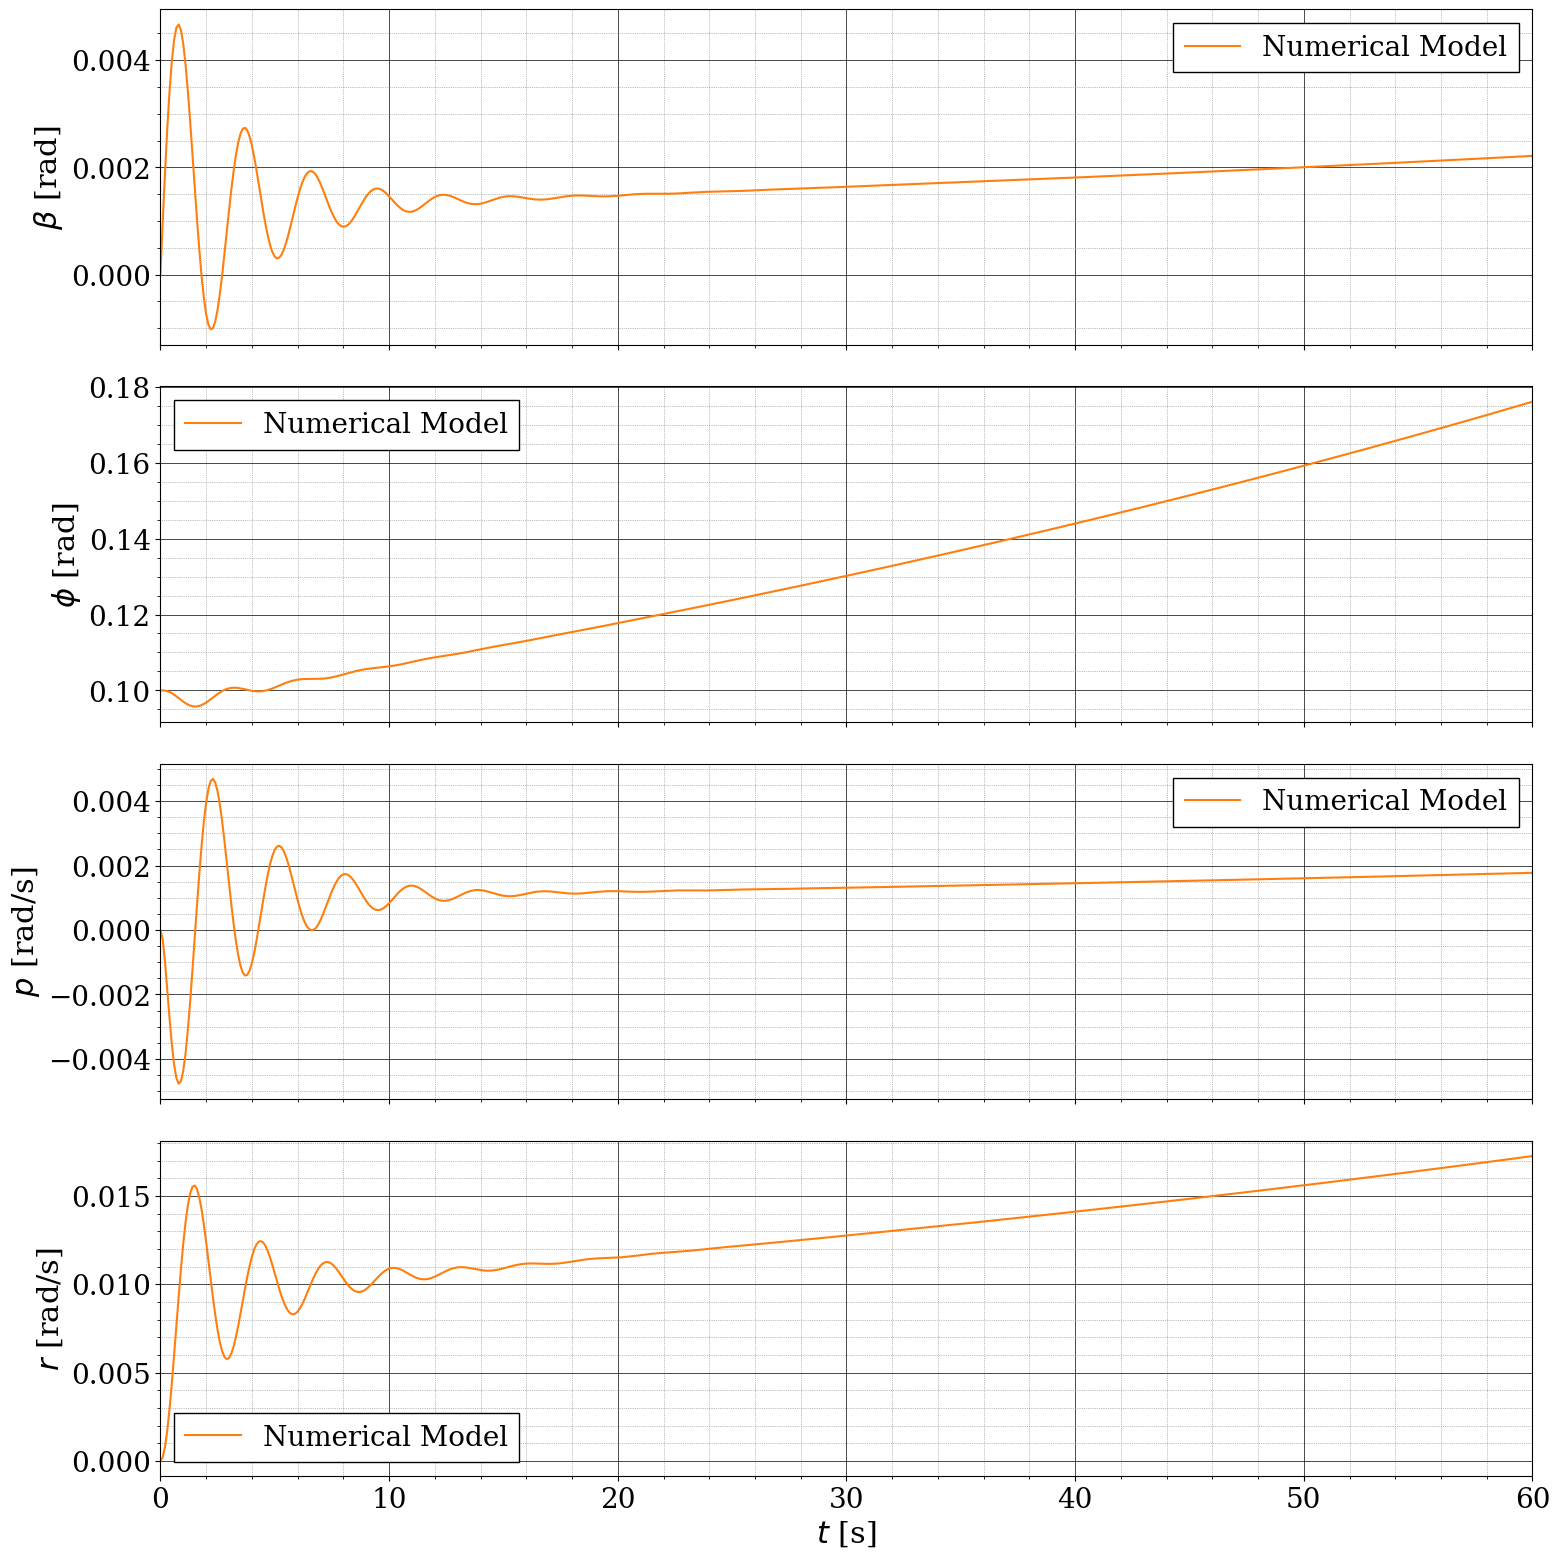 0.004
0.002
0.000
β [rad]
Numerical Model
0.18
0.16
0.14
0.12
0.10
ϕ [rad]
Numerical Model
0.004
0.002
0.000
−0.002
−0.004
p [rad/s]
Numerical Model
0.015
0.010
0.005
0.000
r [rad/s]
Numerical Model
0 10 20 30 40 50 60
t [s]